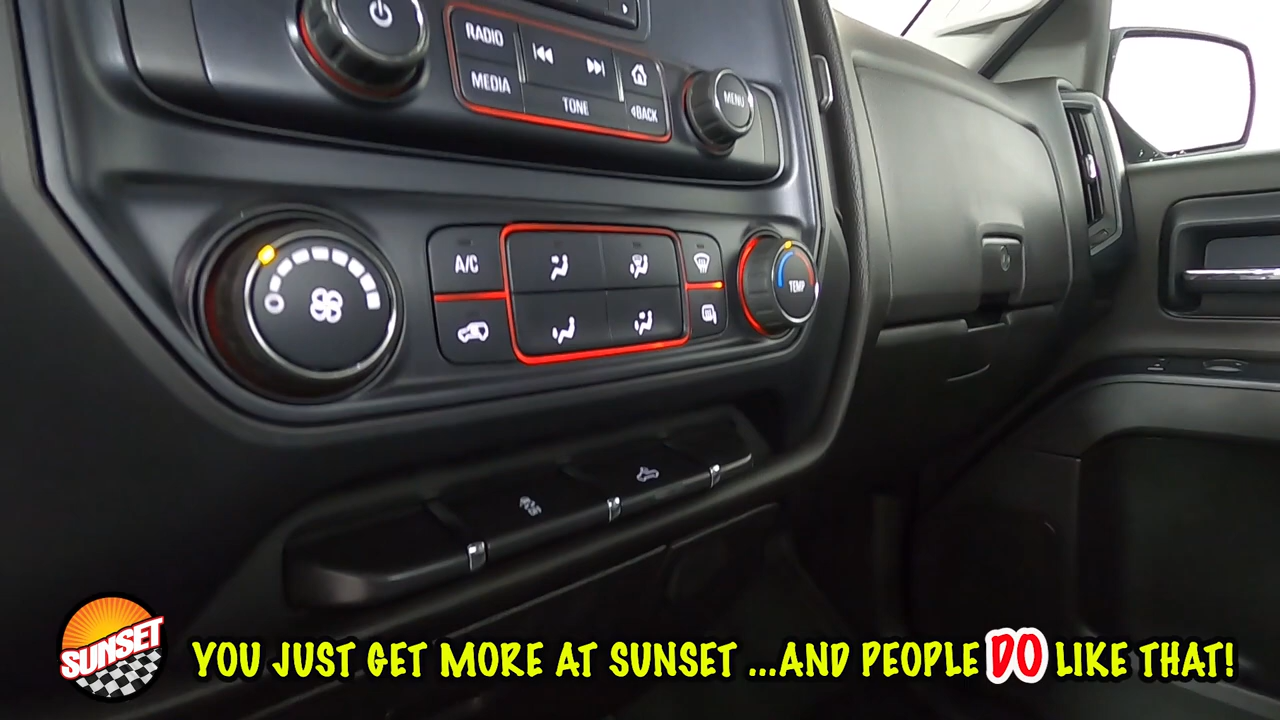 RADIO
MEDIA
TONE
BACK
MENU
A/C
TEMP
SUNSET
YOU JUST GET MORE AT SUNSET ...AND PEOPLE DO LIKE THAT!